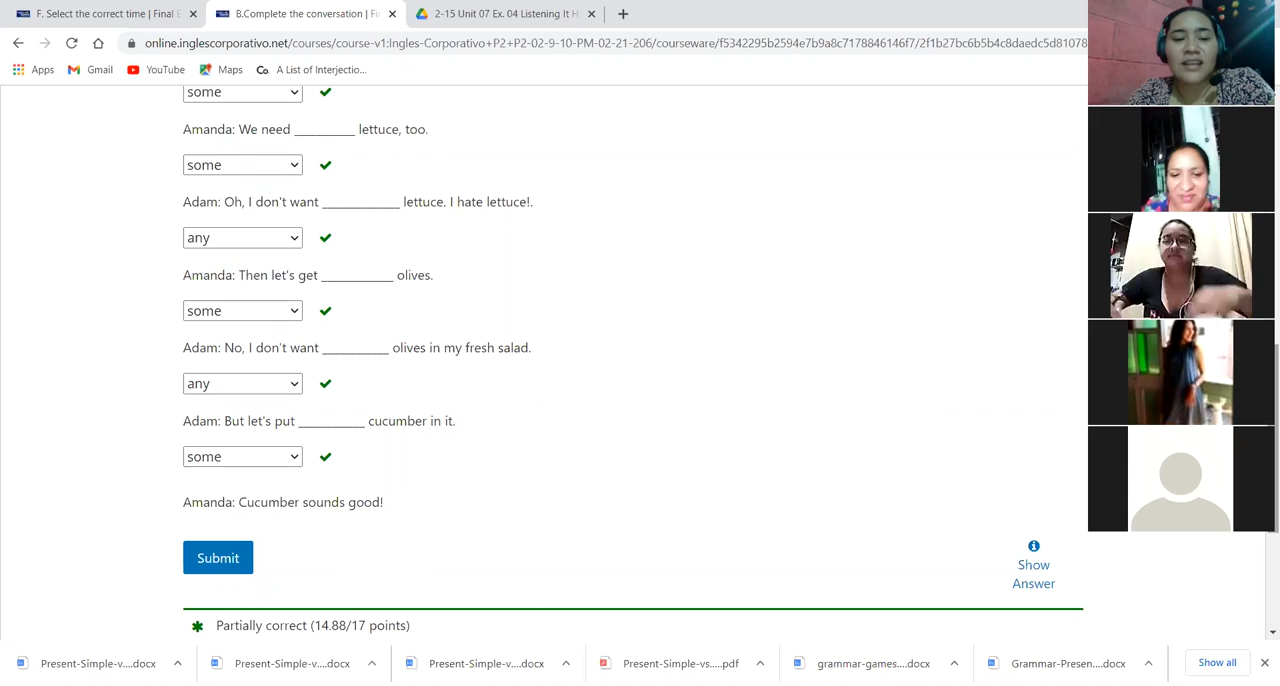 F. Select the correct time | Final E
B.Complete the conversation | Fi
2-15 Unit 07 Ex. 04 Listening It H
online.inglescorporativo.net/courses/course-v1:Ingles-Corporativo+P2+P2-02-9-10-PM-02-21-206/courseware/f5342295b2594e7b9a8c7178846146f7/2f1b27bc6b5b4c8daedc5d81078
Apps Gmail YouTube Maps Co. A List of Interjectio...
some
Amanda: We need _________ lettuce, too.
some
Adam: Oh, I don't want ____________ lettuce. I hate lettuce!.
any
Amanda: Then let's get ___________ olives.
some
Adam: No, I don't want __________ olives in my fresh salad.
any
Adam: But let's put __________ cucumber in it.
some
Amanda: Cucumber sounds good!
Submit
Show
Answer
Partially correct (14.88/17 points)
Present-Simple-v....docx
Present-Simple-v....docx
Present-Simple-v....docx
Present-Simple-vs.....pdf
grammar-games....docx
Grammar-Presen....docx
Show all